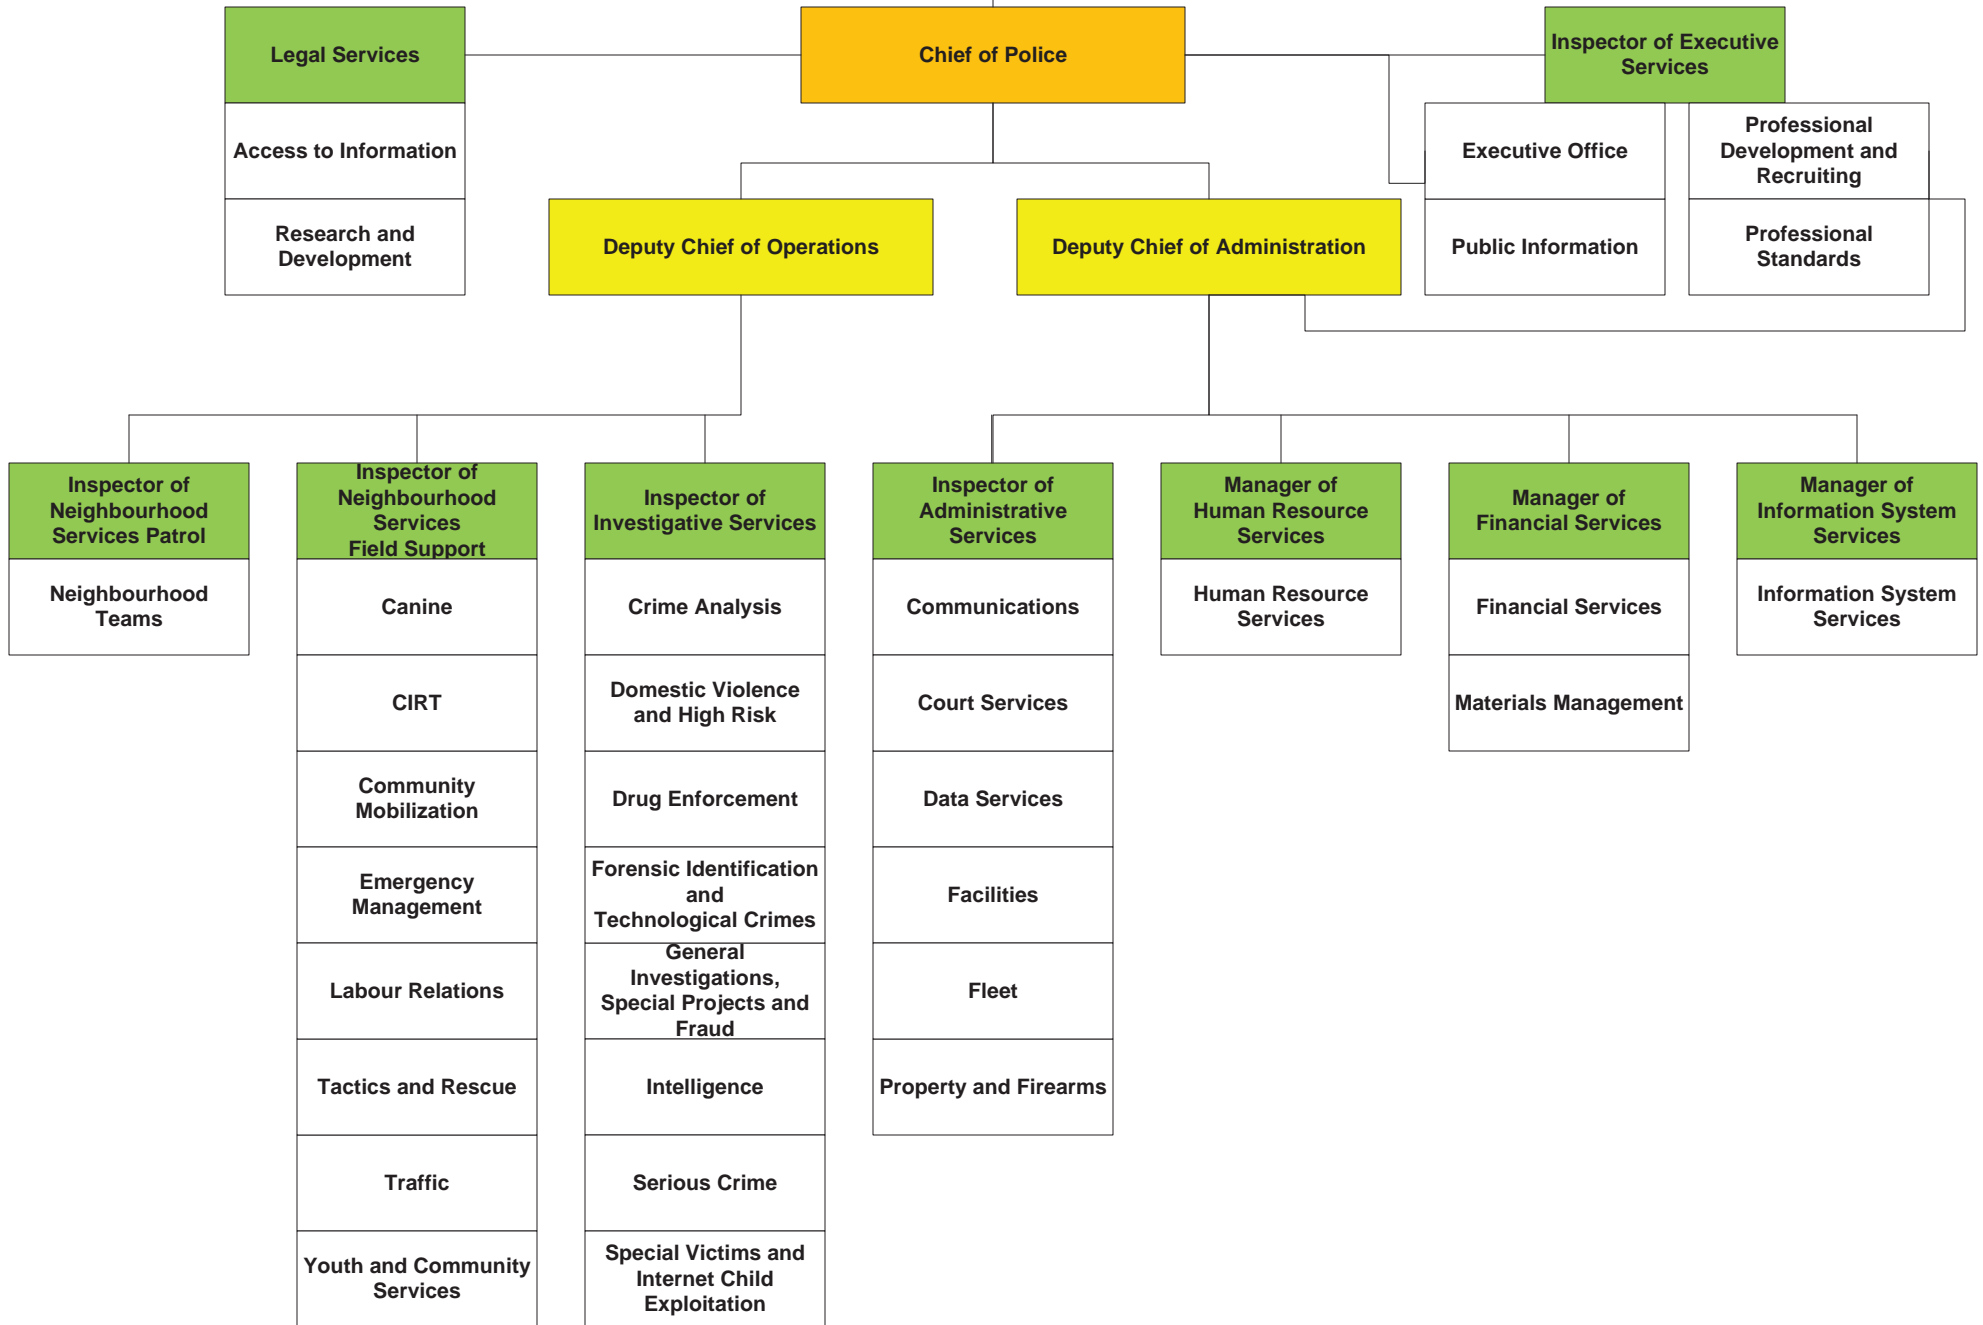 Legal Services
Access to Information
Research and
Development
Chief of Police
Inspector of Executive
Services
Executive Office
Public Information
Professional
Development and
Recruiting
Professional
Standards
Deputy Chief of Operations
Deputy Chief of Administration
Inspector of
Neighbourhood
Services Patrol
Neighbourhood
Teams
Inspector of
Neighbourhood
Services
Field Support
Canine
CIRT
Community
Mobilization
Emergency
Management
Labour Relations
Tactics and Rescue
Traffic
Youth and Community
Services
Inspector of
Investigative Services
Crime Analysis
Domestic Violence
and High Risk
Drug Enforcement
Forensic Identification
and
Technological Crimes
General
Investigations,
Special Projects and
Fraud
Intelligence
Serious Crime
Special Victims and
Internet Child
Exploitation
Inspector of
Administrative
Services
Communications
Court Services
Data Services
Facilities
Fleet
Property and Firearms
Manager of
Human Resource
Services
Human Resource
Services
Manager of
Financial Services
Financial Services
Materials Management
Manager of
Information System
Services
Information System
Services